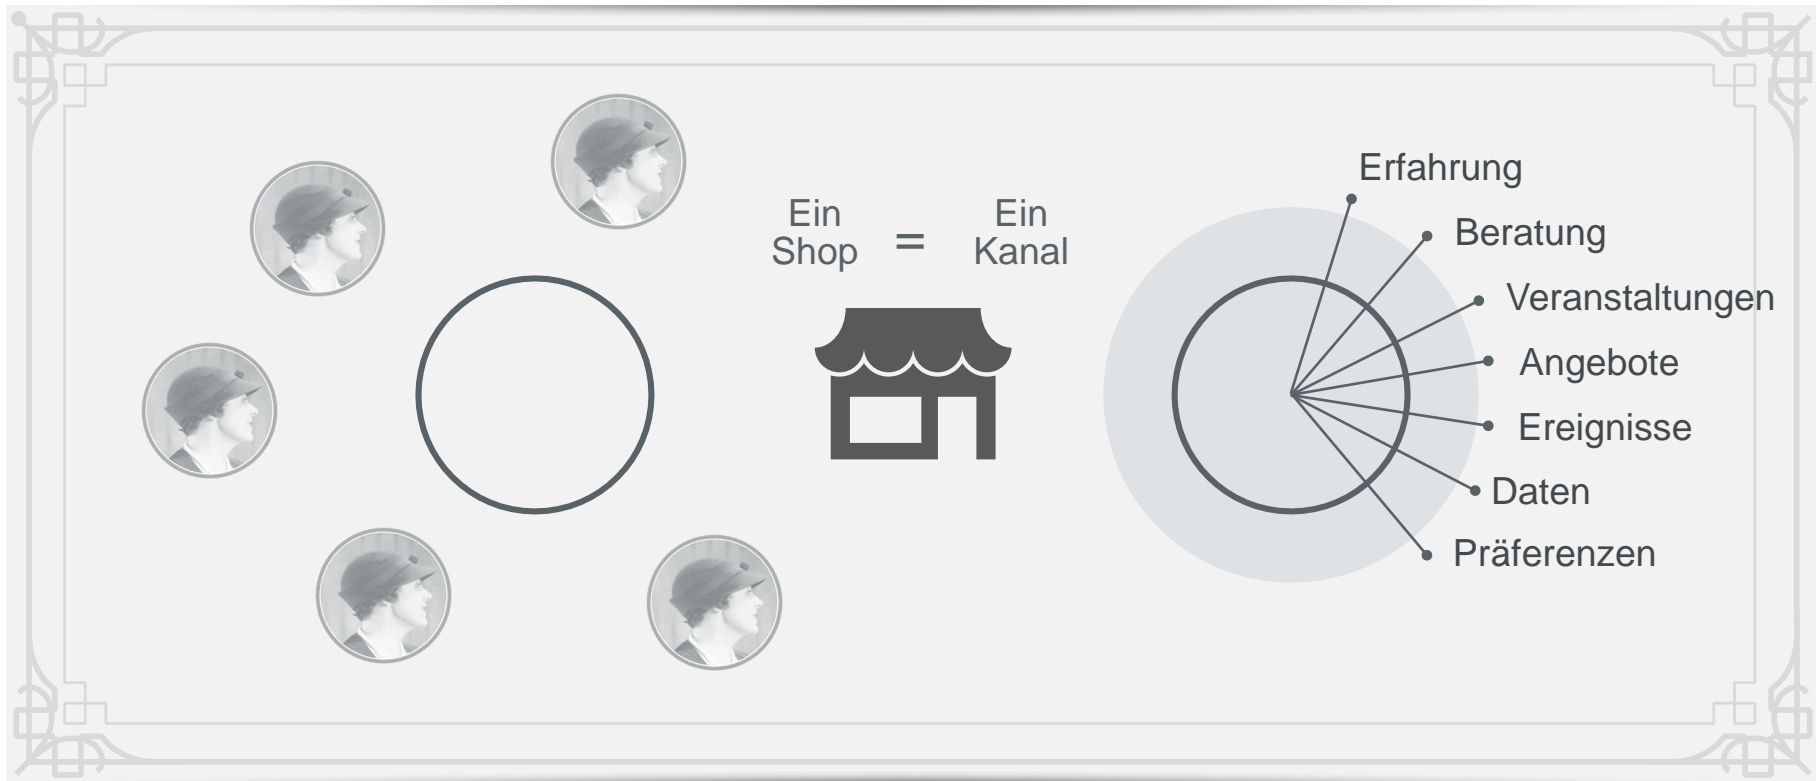 Ein
Shop
=
Ein
Kanal
Erfahrung
Beratung
Veranstaltungen
Angebote
Ereignisse
Daten
Präferenzen